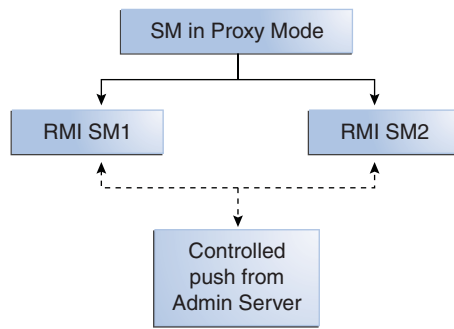 SM in Proxy Mode
RMI SM1
RMI SM2
Controlled
push from
Admin Server